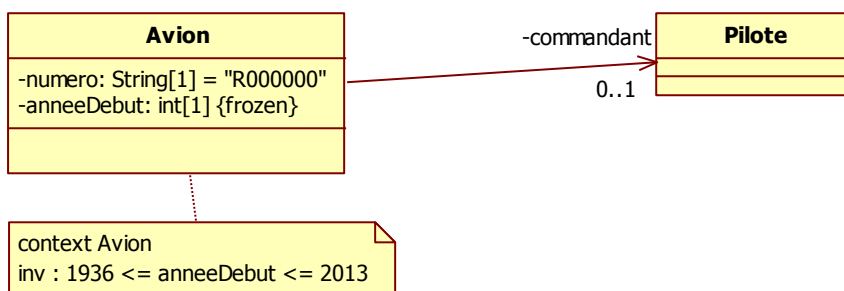 Avion
-numero: String[1] = "R000000"
-anneeDebut: int[1] {frozen}
-commandant
0..1
Pilote
context Avion
inv : 1936 <= anneeDebut <= 2013